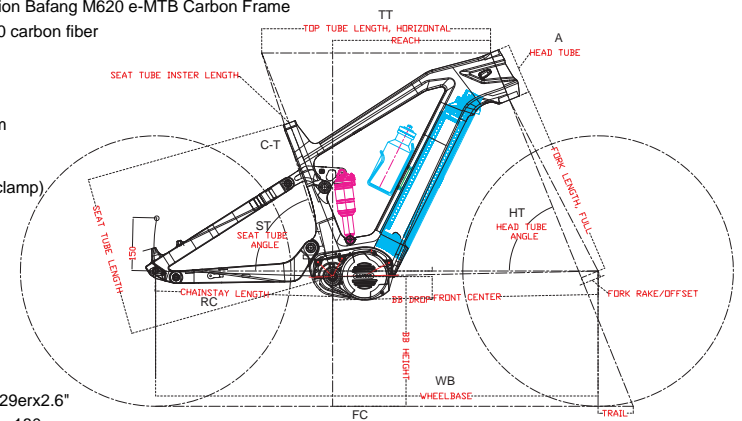 ion Bafang M620 e-MTB Carbon Frame
0 carbon fiber
TT
TOP TUBE LENGTH, HORIZONTAL
REACH
A
HEAD TUBE
SEAT TUBE INSTER LENGTH
C-T
clamp)
FORK LENGTH FULL
SEAT TUBE LENGTH
ST
SEAT TUBE
ANGLE
HT
HEAD TUBE
ANGLE
150
CHAINSTAY LENGTH
RC
BB DROP
FRONT CENTER
FORK RAKE/OFFSET
BB HEIGHT
WB
WHEELBASE
29erx2.6"
FC
TRAIL